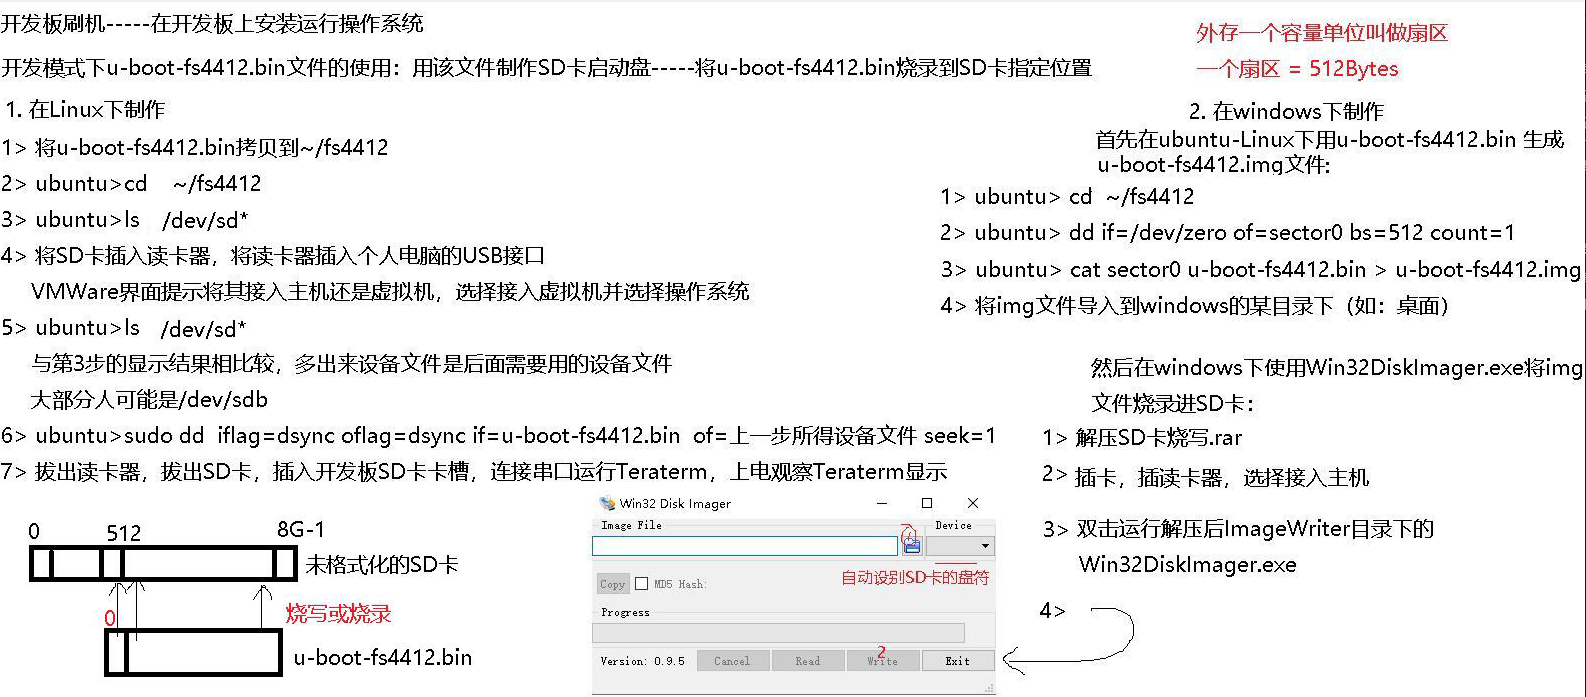 开发板刷机-----在开发板上安装运行操作系统
开发模式下u-boot-fs4412.bin文件的使用：用该文件制作SD卡启动盘-----将u-boot-fs4412.bin烧录到SD卡指定位置
外存一个容量单位叫做扇区
一个扇区 = 512Bytes
1. 在Linux下制作
1> 将u-boot-fs4412.bin拷贝到~/fs4412
2> ubuntu>cd ~/fs4412
3> ubuntu>ls /dev/sd*
4> 将SD卡插入读卡器，将读卡器插入个人电脑的USB接口
VMWare界面提示将其接入主机还是虚拟机，选择接入虚拟机并选择操作系统
5> ubuntu>ls /dev/sd*
与第3步的显示结果相比较，多出来设备文件是后面需要用的设备文件
大部分人可能是/dev/sdb
6> ubuntu>sudo dd iflag=dsync oflag=dsync if=u-boot-fs4412.bin of=上一步所得设备文件 seek=1
7> 拔出读卡器，拔出SD卡，插入开发板SD卡卡槽，连接串口运行Teraterm，上电观察Teraterm显示
0 512 8G-1
未格式化的SD卡
0
烧写或烧录
u-boot-fs4412.bin
2. 在windows下制作
首先在ubuntu-Linux下用u-boot-fs4412.bin 生成
u-boot-fs4412.img文件:
1> ubuntu> cd ~/fs4412
2> ubuntu> dd if=/dev/zero of=sector0 bs=512 count=1
3> ubuntu> cat sector0 u-boot-fs4412.bin > u-boot-fs4412.img
4> 将img文件导入到windows的某目录下（如：桌面）
然后在windows下使用Win32DiskImager.exe将img
文件烧录进SD卡：
1> 解压SD卡烧写.rar
2> 插卡，插读卡器，选择接入主机
3> 双击运行解压后ImageWriter目录下的
Win32DiskImager.exe
4>
Win32 Disk Imager
Image File
Device
1
自动设别SD卡的盘符
Copy MD5 Hash:
Progress
Version: 0.9.5 Cancel Read Write Exit
2